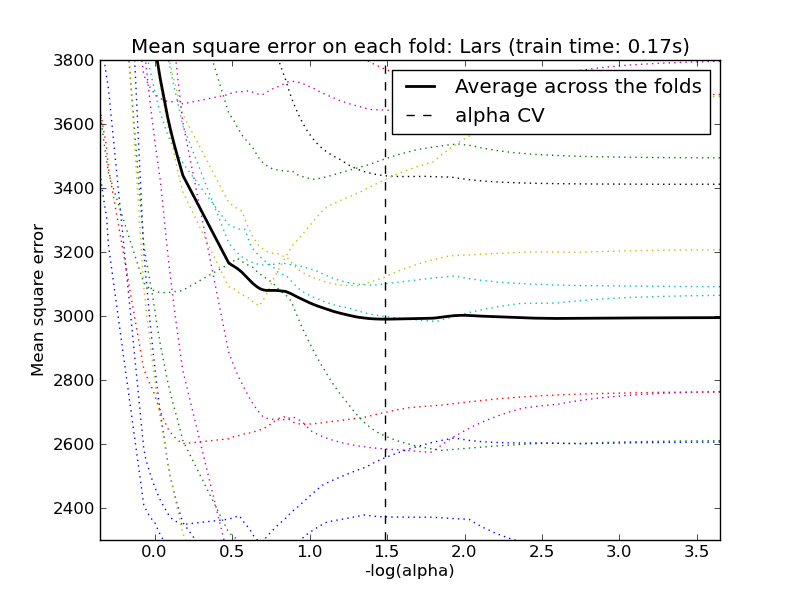 Mean square error on each fold: Lars (train time: 0.17s)
Average across the folds
alpha CV
3800
3600
3400
3200
3000
2800
2600
2400
Mean square error
0.0 0.5 1.0 1.5 2.0 2.5 3.0 3.5
-log(alpha)